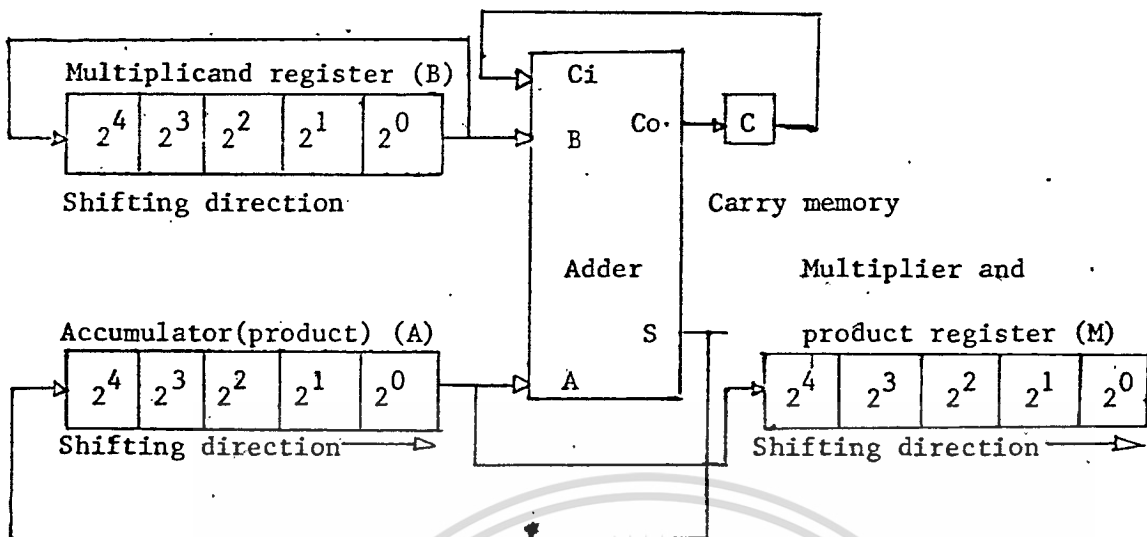 Multiplicand register (B)
2^4 2^3 2^2 2^1 2^0
Shifting direction
Ci
B
Co
C
Carry memory
Adder
Multiplier and
Accumulator(product) (A)
S
product register (M)
2^4 2^3 2^2 2^1 2^0
A
2^4 2^3 2^2 2^1 2^0
Shifting direction
Shifting direction